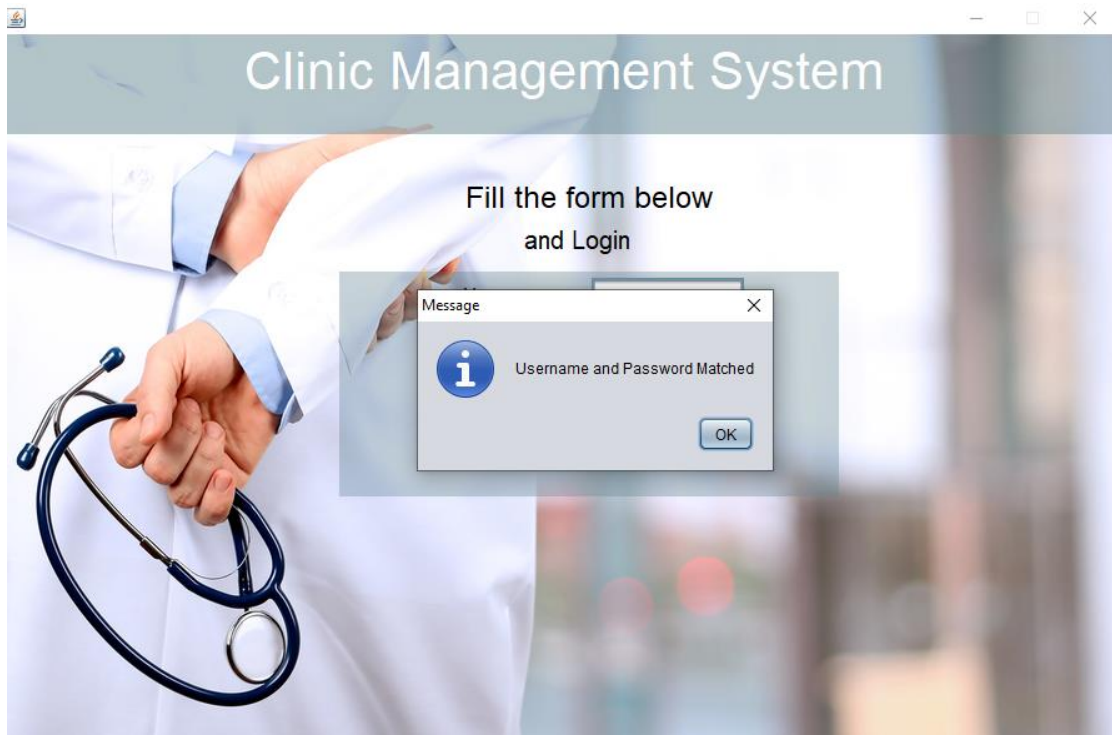 Clinic Management System
Fill the form below
and Login
Message
Username and Password Matched
OK